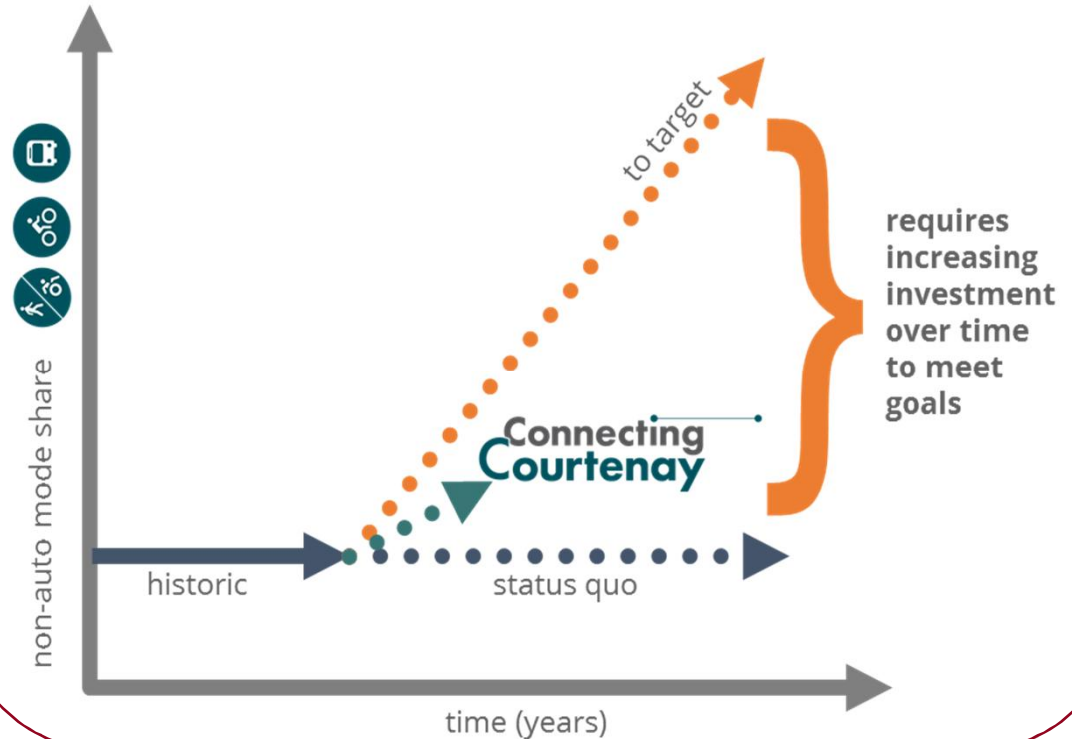 to target
requires
increasing
investment
over time
to meet
goals
Connecting
Courtenay
historic
status quo
non-auto mode share
time (years)